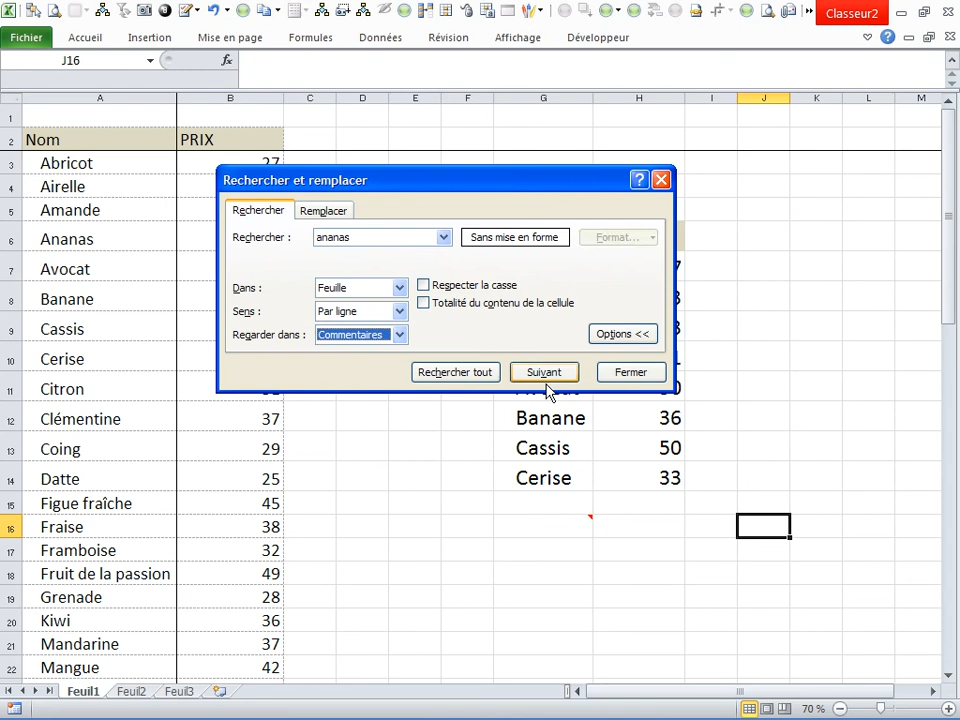 Classeur2
Fichier Accueil Insertion Mise en page Formules Données Révision Affichage Développeur
J16 fx
A B C D E F G H I J K L M
1
2 Nom PRIX
3 Abricot 27
4 Airelle
5 Amande
6 Ananas
7 Avocat
8 Banane
9 Cassis
10 Cerise
11 Citron
12 Clémentine 37 Banane 36
13 Coing 29 Cassis 50
14 Datte 25 Cerise 33
15 Figue fraîche 45
16 Fraise 38
17 Framboise 32
18 Fruit de la passion 49
19 Grenade 28
20 Kiwi 36
21 Mandarine 37
22 Mangue 42
Rechercher et remplacer
Rechercher Remplacer
Rechercher : ananas Sans mise en forme Format...
Dans : Feuille Respecter la casse
Sens : Par ligne Totalité du contenu de la cellule
Regarder dans : Commentaires Options <<
Rechercher tout Suivant Fermer
Feuil1 Feuil2 Feuil3
70 %